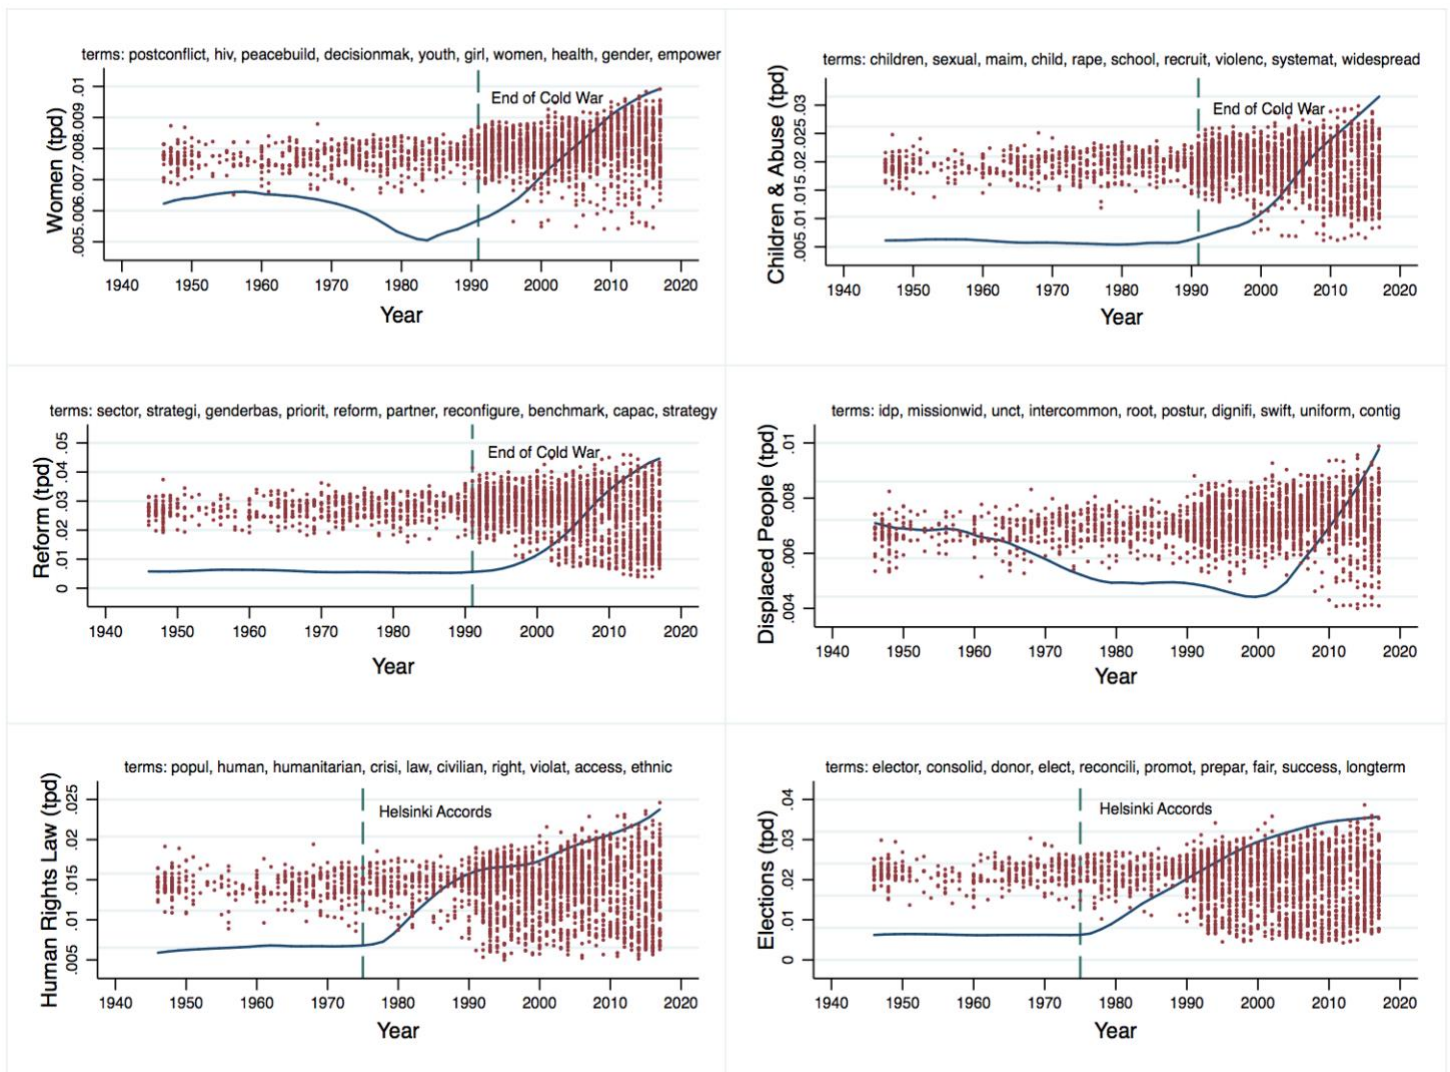 terms: postconflict, hiv, peacebuild, decisionmak, youth, girl, women, health, gender, empower
Women (tpd)
.005 .006 .007 .008 .009 .01
End of Cold War
1940 1950 1960 1970 1980 1990 2000 2010 2020
Year
terms: children, sexual, maim, child, rape, school, recruit, violenc, systemat, widespread
Children & Abuse (tpd)
.005 .01 .015 .02 .025 .03
End of Cold War
1940 1950 1960 1970 1980 1990 2000 2010 2020
Year
terms: sector, strategi, genderbas, priorit, reform, partner, reconfigure, benchmark, capac, strategy
Reform (tpd)
0 .01 .02 .03 .04 .05
End of Cold War
1940 1950 1960 1970 1980 1990 2000 2010 2020
Year
terms: idp, missionwid, unct, intercommon, root, postur, dignifi, swift, uniform, contig
Displaced People (tpd)
.004 .006 .008 .01
1940 1950 1960 1970 1980 1990 2000 2010 2020
Year
terms: popul, human, humanitarian, crisi, law, civilian, right, violat, access, ethnic
Human Rights Law (tpd)
.005 .01 .015 .02 .025
Helsinki Accords
1940 1950 1960 1970 1980 1990 2000 2010 2020
Year
terms: elector, consolid, donor, elect, reconcili, promot, prepar, fair, success, longterm
Elections (tpd)
0 .01 .02 .03 .04
Helsinki Accords
1940 1950 1960 1970 1980 1990 2000 2010 2020
Year